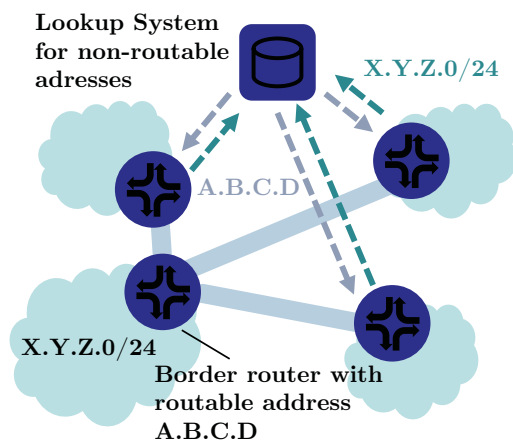 Lookup System
for non-routable
adresses
X.Y.Z.0/24
A.B.C.D
X.Y.Z.0/24
Border router with
routable address
A.B.C.D